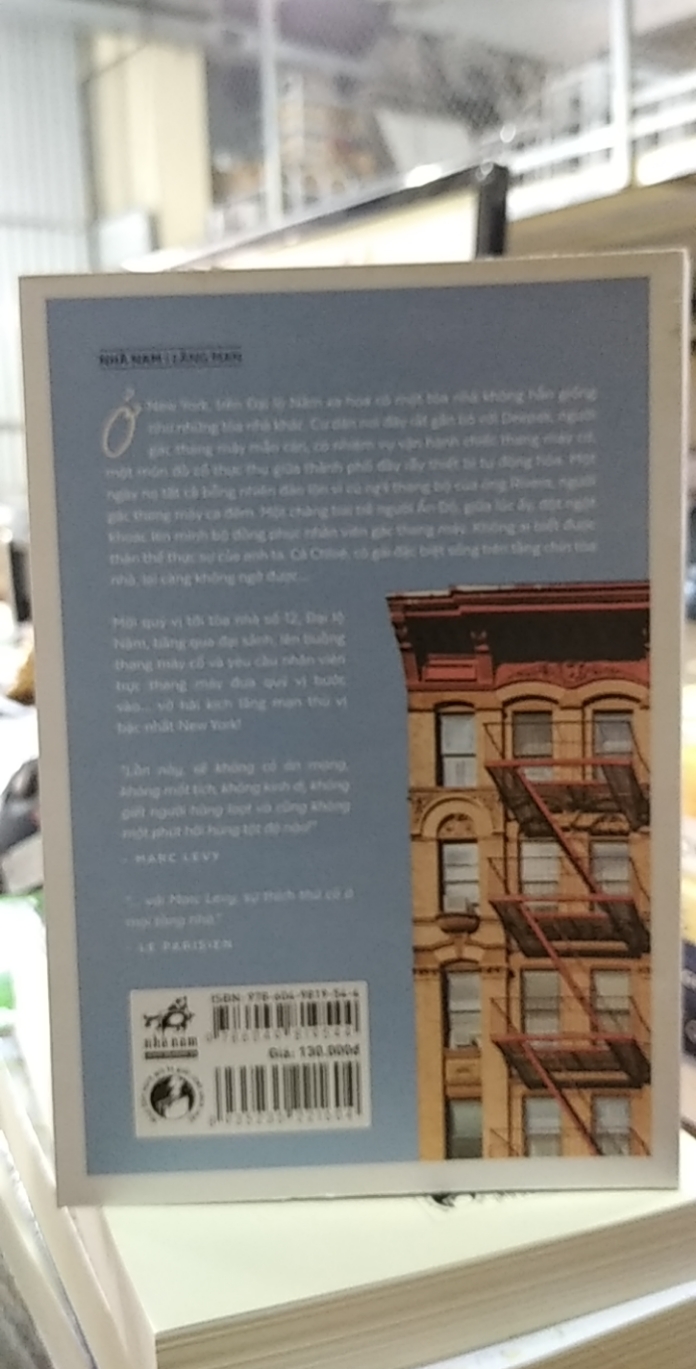 NHÃ NAM | LÃNG MẠN
Ở New York, trên Đại lộ Năm xa hoa có một tòa nhà không hẳn giống
như những tòa nhà khác. Cư dân nơi đây rất gắn bó với Deepak, người
gác thang máy mẫn cán, có nhiệm vụ vận hành chiếc thang máy cơ,
một món đồ cổ thực thụ giữa thành phố đầy rẫy thiết bị tự động hóa. Một
ngày nọ tất cả bỗng nhiên đảo lộn vì cú ngã thang bộ của ông Rivera, người
gác thang máy ca đêm. Một chàng trai trẻ người Ấn Độ, giữa lúc ấy, đột ngột
khoác lên mình bộ đồng phục nhân viên gác thang máy. Không ai biết được
thân thế thực sự của anh ta. Cả Chloé, cô gái đặc biệt sống trên tầng chín tòa
nhà, lại càng không ngờ được...
Mời quý vị tới tòa nhà số 12, Đại lộ
Năm, băng qua đại sảnh, lên buồng
thang máy cổ và yêu cầu nhân viên
trực thang máy đưa quý vị bước
vào... vở hài kịch lãng mạn thú vị
bậc nhất New York!
"Lần này, sẽ không có án mạng,
không mất tích, không kinh dị, không
giết người hàng loạt và cũng không
một phút hồi hộp tột độ nào!"
- MARC LEVY
"... với Marc Levy, sự thích thú có ở
mọi tầng nhà."
- LE PARISIEN
ISBN: 978-604-9819-54-4
nhã nam
Giá: 130.000đ